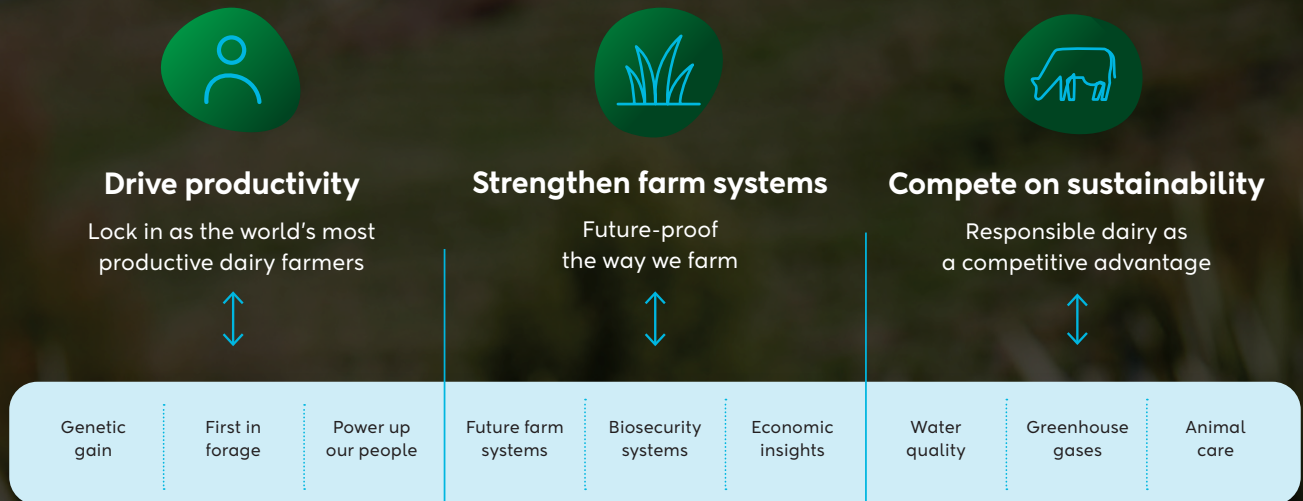 Drive productivity
Lock in as the world's most
productive dairy farmers
Strengthen farm systems
Future-proof
the way we farm
Compete on sustainability
Responsible dairy as
a competitive advantage
Genetic
gain
First in
forage
Power up
our people
Future farm
systems
Biosecurity
systems
Economic
insights
Water
quality
Greenhouse
gases
Animal
care